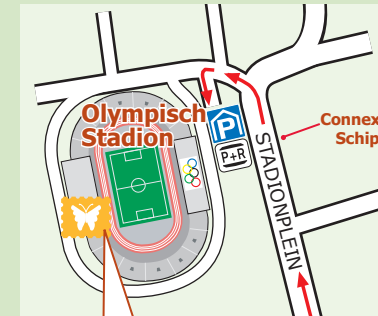 Olympisch
Stadion
P
P+R
STADIONPLEIN
Connex
Schip